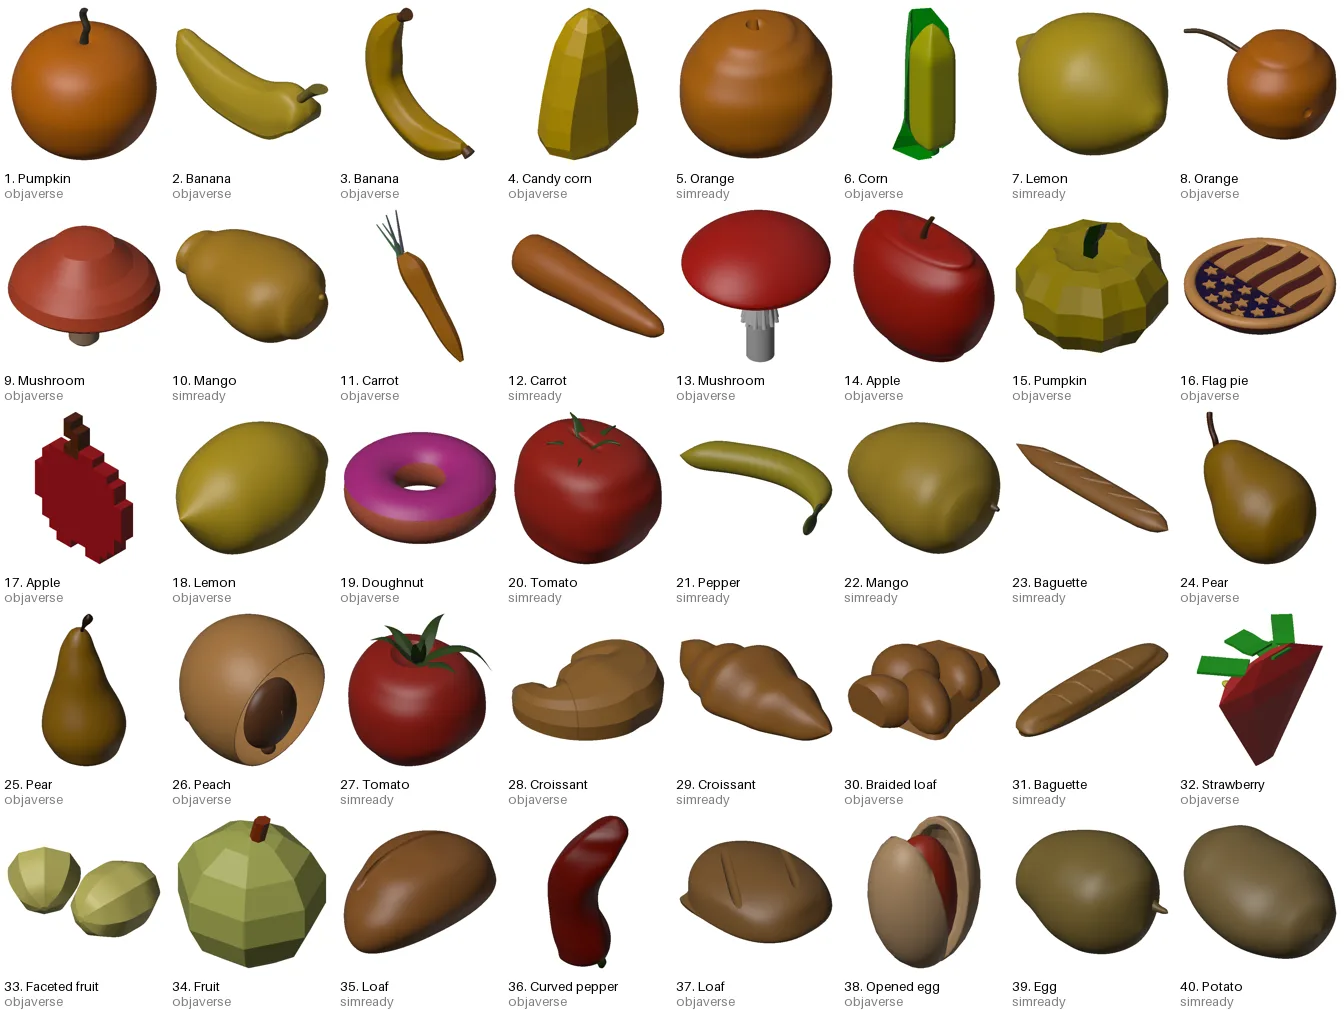 1. Pumpkin
objaverse
2. Banana
objaverse
3. Banana
objaverse
4. Candy corn
objaverse
5. Orange
simready
6. Corn
objaverse
7. Lemon
simready
8. Orange
objaverse
9. Mushroom
objaverse
10. Mango
simready
11. Carrot
objaverse
12. Carrot
simready
13. Mushroom
objaverse
14. Apple
objaverse
15. Pumpkin
objaverse
16. Flag pie
objaverse
17. Apple
objaverse
18. Lemon
objaverse
19. Doughnut
objaverse
20. Tomato
simready
21. Pepper
simready
22. Mango
simready
23. Baguette
simready
24. Pear
objaverse
25. Pear
objaverse
26. Peach
objaverse
27. Tomato
simready
28. Croissant
objaverse
29. Croissant
simready
30. Braided loaf
objaverse
31. Baguette
simready
32. Strawberry
objaverse
33. Faceted fruit
objaverse
34. Fruit
objaverse
35. Loaf
simready
36. Curved pepper
objaverse
37. Loaf
objaverse
38. Opened egg
objaverse
39. Egg
simready
40. Potato
simready